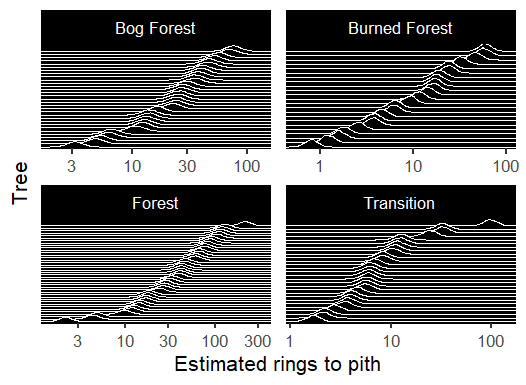 Bog Forest
Burned Forest
3 10 30 100
1 10 100
Tree
Forest
Transition
3 10 30 100 300
1 10 100
Estimated rings to pith